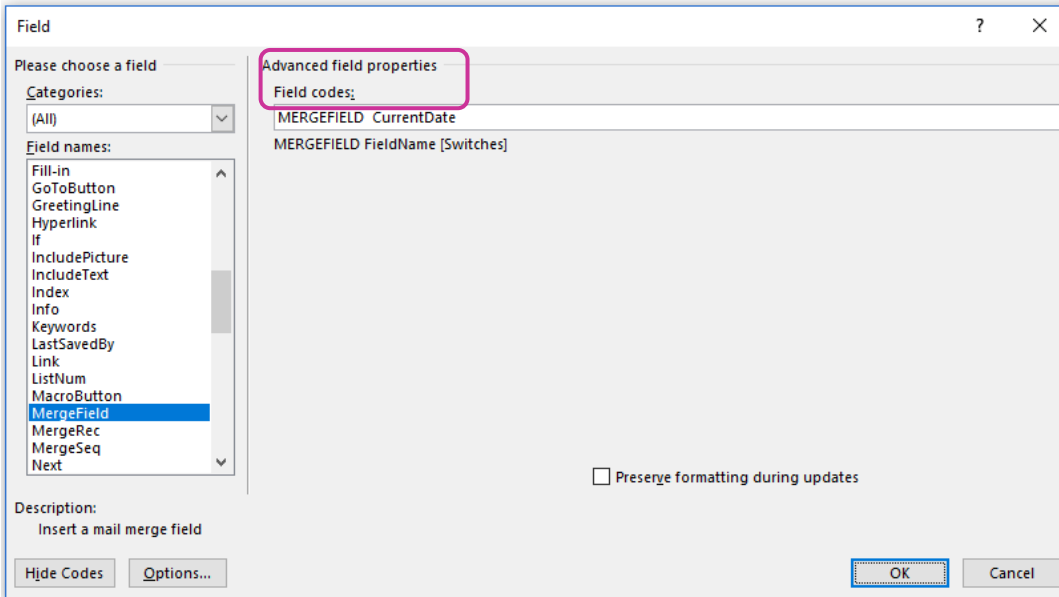 Field
?
Please choose a field
Categories:
(All)
Field names:
Fill-in
GoToButton
GreetingLine
Hyperlink
If
IncludePicture
IncludeText
Index
Info
Keywords
LastSavedBy
Link
ListNum
MacroButton
MergeField
MergeRec
MergeSeq
Next
Advanced field properties
Field codes:
MERGEFIELD  CurrentDate
MERGEFIELD FieldName [Switches]
Preserve formatting during updates
Description:
Insert a mail merge field
Hide Codes
Options...
OK
Cancel